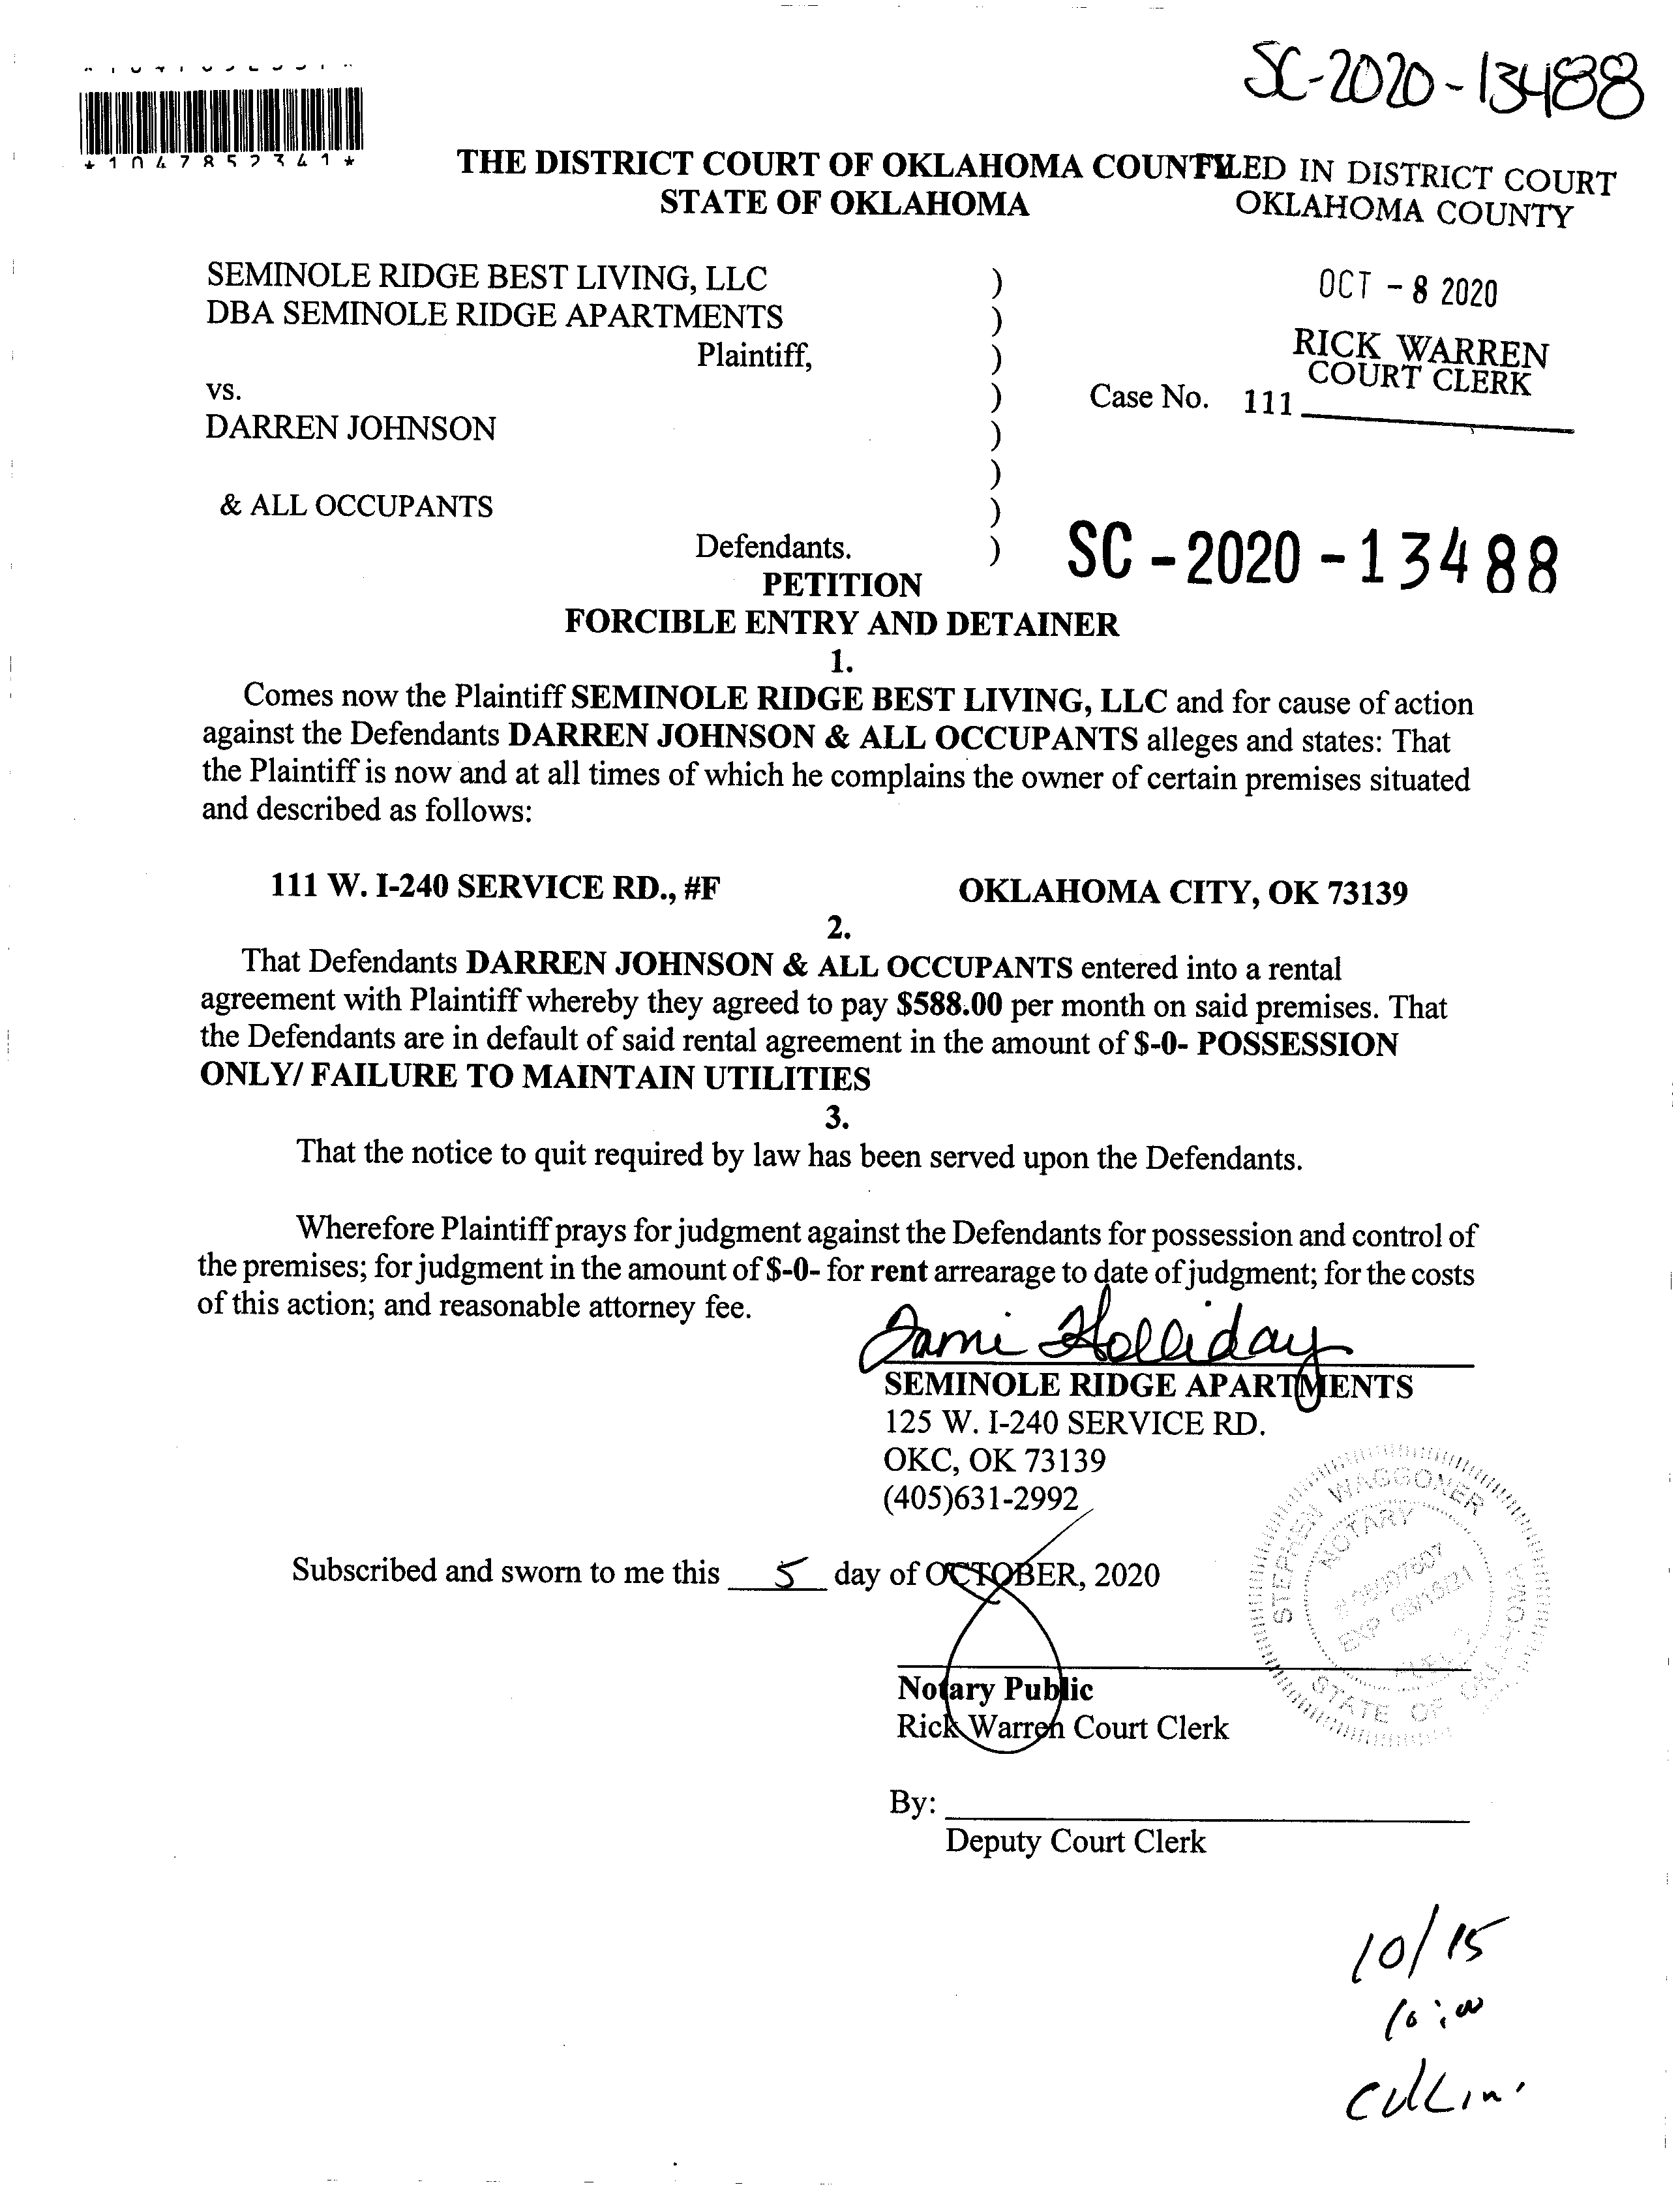 SC-2020-13488
*1047852341*
THE DISTRICT COURT OF OKLAHOMA COUNTY
STATE OF OKLAHOMA
FILED IN DISTRICT COURT
OKLAHOMA COUNTY
OCT - 8 2020
RICK WARREN
COURT CLERK
SEMINOLE RIDGE BEST LIVING, LLC )
DBA SEMINOLE RIDGE APARTMENTS )
Plaintiff, )
vs. ) Case No. 111
DARREN JOHNSON )
)
& ALL OCCUPANTS )
Defendants. ) SC - 2020 - 13488
PETITION
FORCIBLE ENTRY AND DETAINER
1.
Comes now the Plaintiff SEMINOLE RIDGE BEST LIVING, LLC and for cause of action
against the Defendants DARREN JOHNSON & ALL OCCUPANTS alleges and states: That
the Plaintiff is now and at all times of which he complains the owner of certain premises situated
and described as follows:
111 W. I-240 SERVICE RD., #F OKLAHOMA CITY, OK 73139
2.
That Defendants DARREN JOHNSON & ALL OCCUPANTS entered into a rental
agreement with Plaintiff whereby they agreed to pay $588.00 per month on said premises. That
the Defendants are in default of said rental agreement in the amount of $-0- POSSESSION
ONLY/ FAILURE TO MAINTAIN UTILITIES
3.
That the notice to quit required by law has been served upon the Defendants.
Wherefore Plaintiff prays for judgment against the Defendants for possession and control of
the premises; for judgment in the amount of $-0- for rent arrearage to date of judgment; for the costs
of this action; and reasonable attorney fee.
Jami Holliday
SEMINOLE RIDGE APARTMENTS
125 W. I-240 SERVICE RD.
OKC, OK 73139
(405)631-2992
Subscribed and sworn to me this 5 day of OCTOBER, 2020
STEPHEN WAGGONER
NOTARY
EXP
STATE OF OKLAHOMA
Notary Public
Rick Warren Court Clerk
By:
Deputy Court Clerk
10/15
10:00